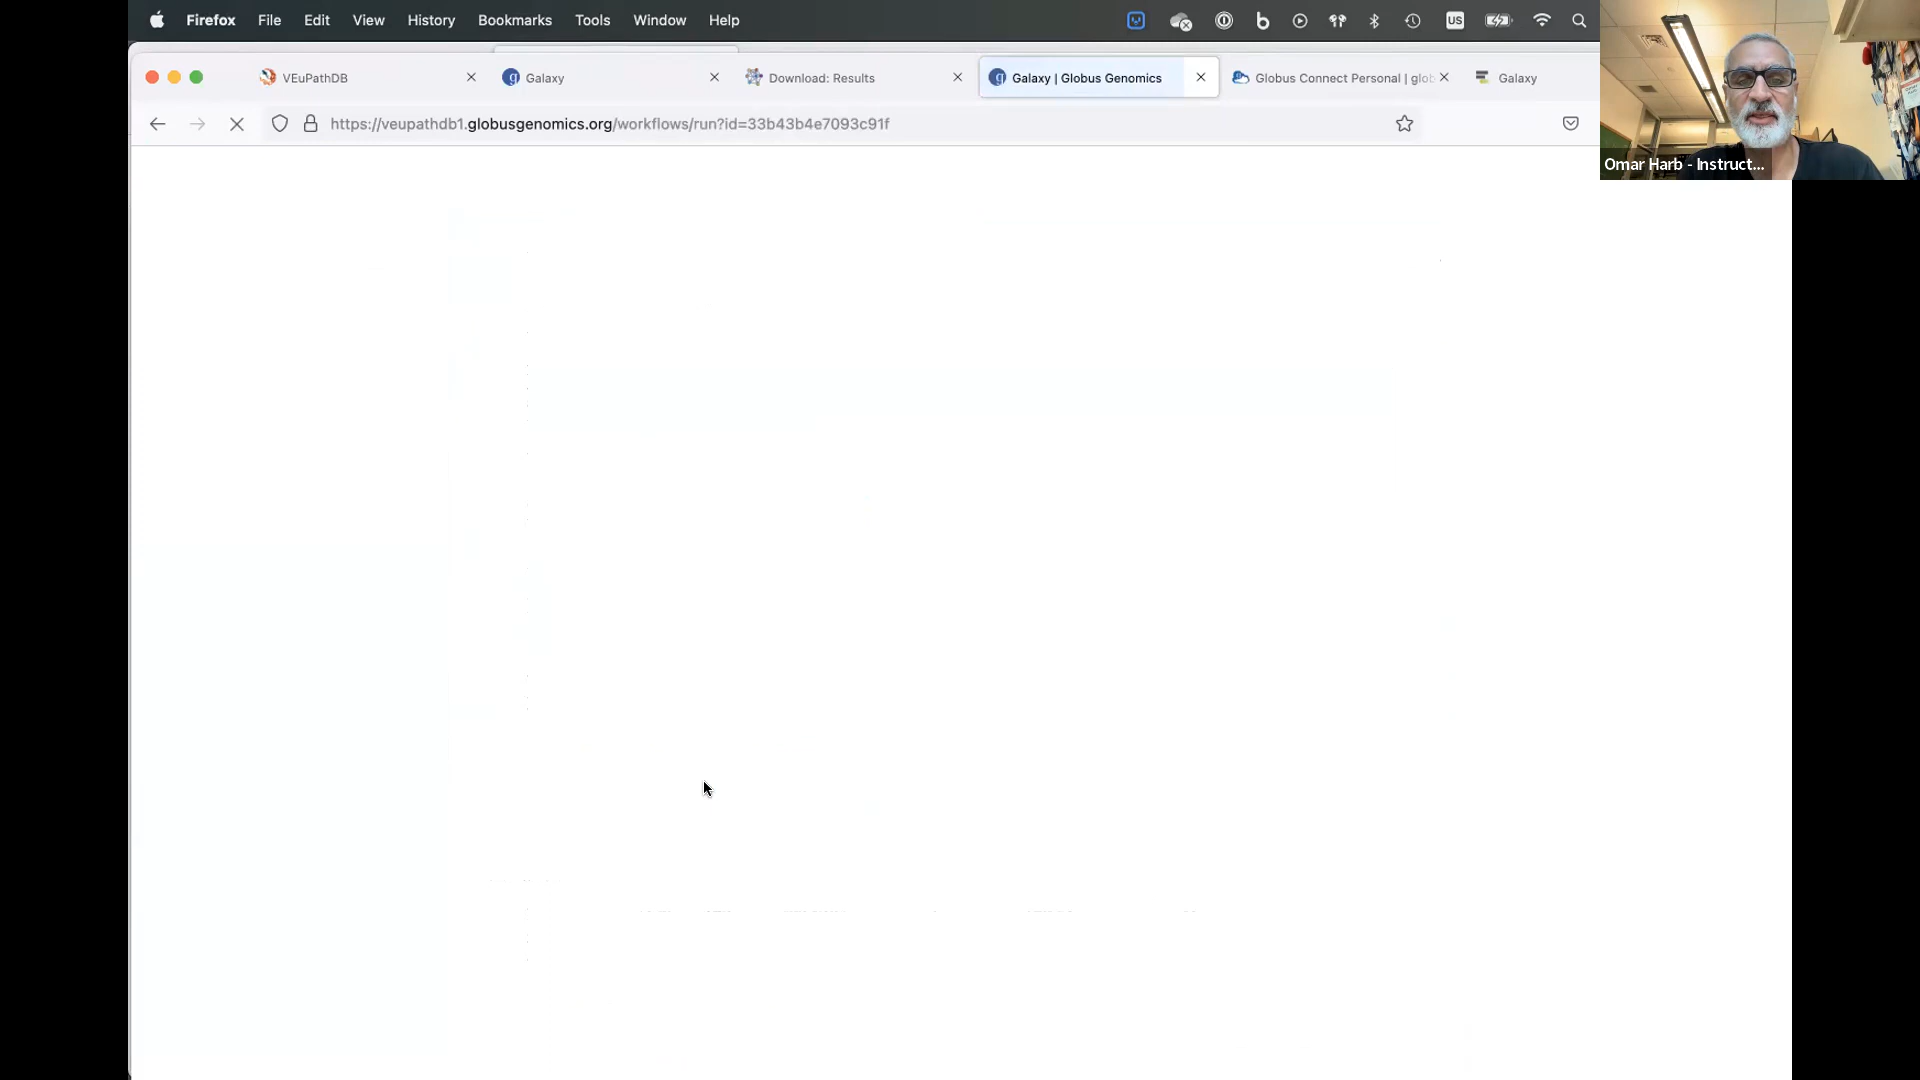 Firefox File Edit View History Bookmarks Tools Window Help US
VEuPathDB Galaxy Download: Results Galaxy | Globus Genomics Globus Connect Personal | glob Galaxy
https://veupathdb1.globusgenomics.org/workflows/run?id=33b43b4e7093c91f
Omar Harb - Instruct...